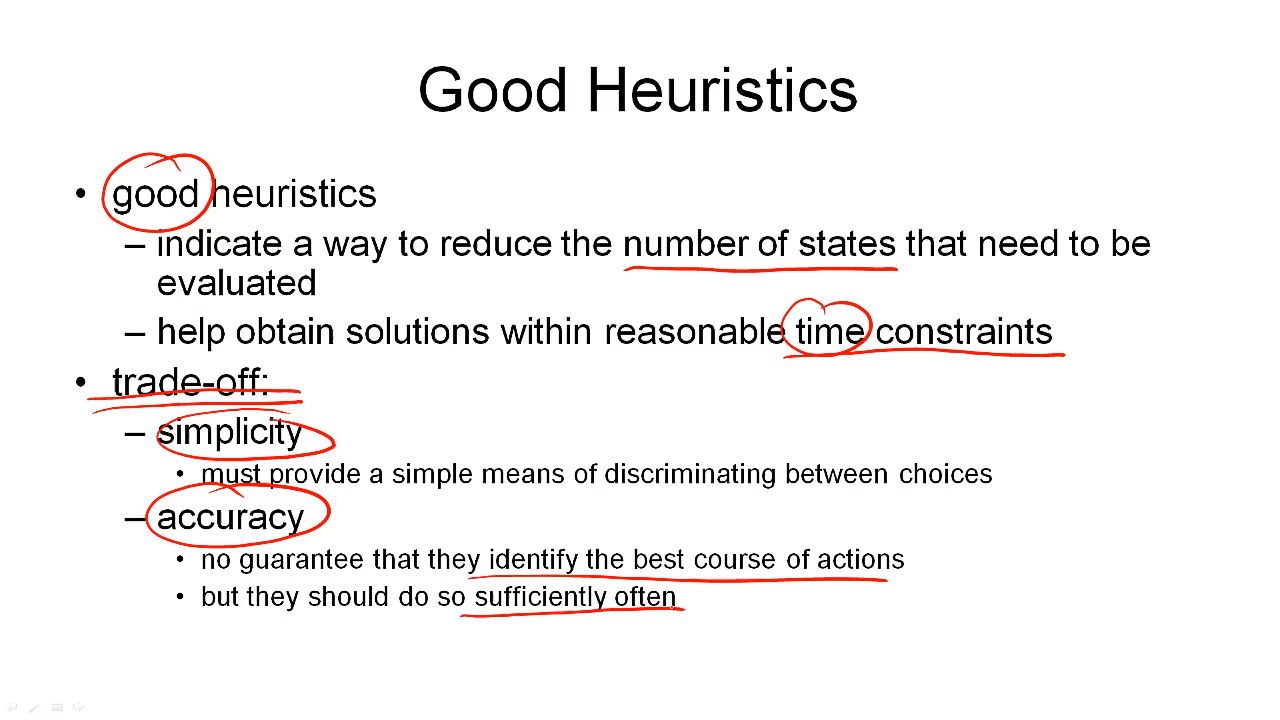 Good Heuristics
• good heuristics
– indicate a way to reduce the number of states that need to be
evaluated
– help obtain solutions within reasonable time constraints
• trade-off:
– simplicity
• must provide a simple means of discriminating between choices
– accuracy
• no guarantee that they identify the best course of actions
• but they should do so sufficiently often